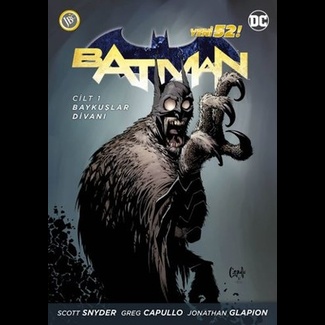 YENİ 52!
DC
BATMAN
CİLT 1
BAYKUŞLAR
DİVANI
SCOTT SNYDER GREG CAPULLO JONATHAN GLAPION